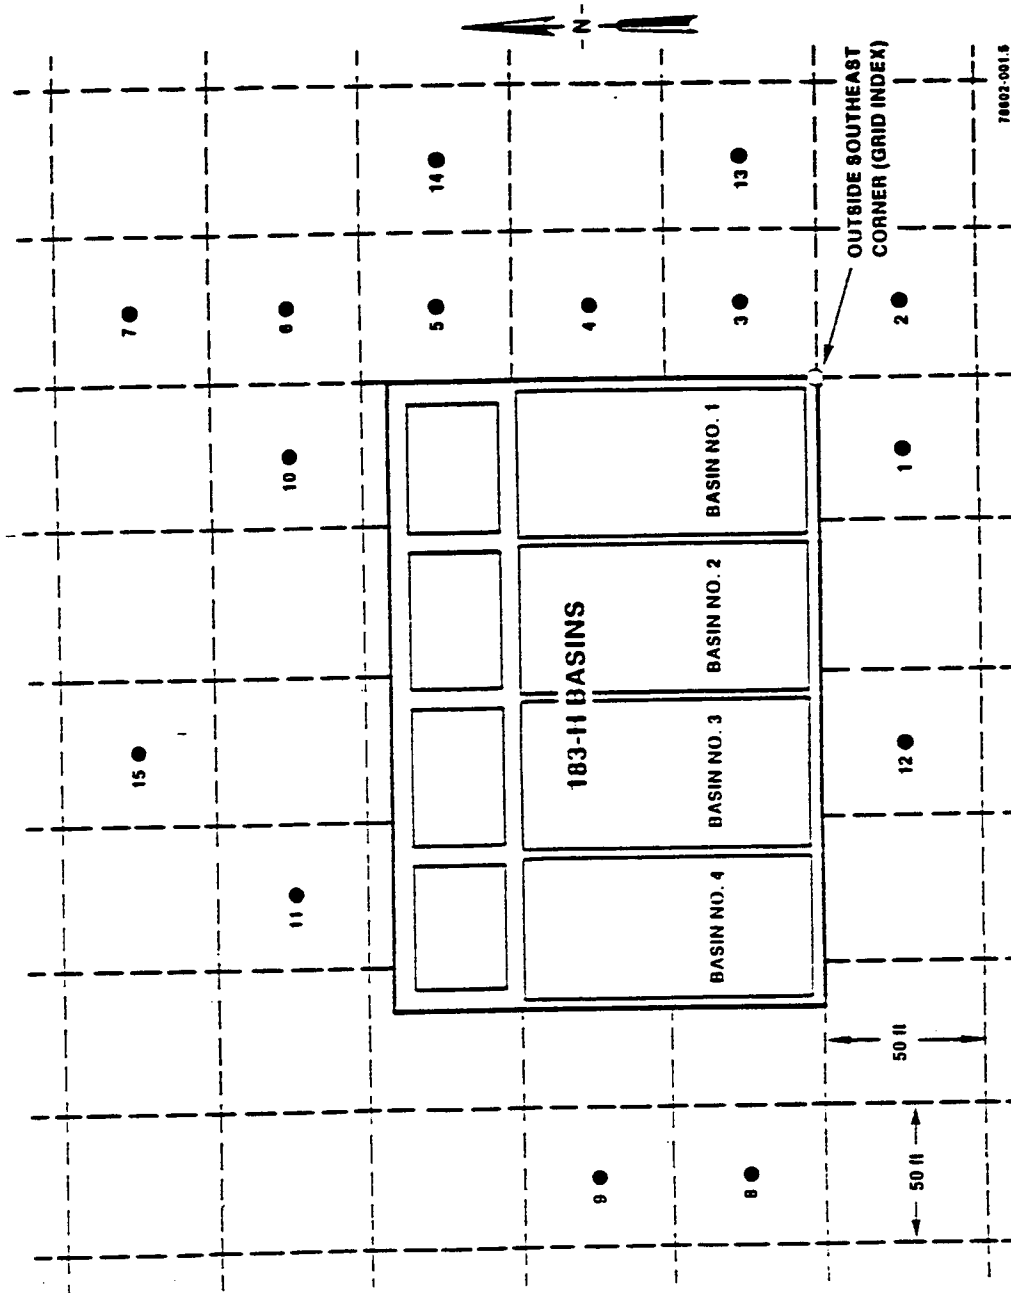 -N-
7
6
5
14
4
3
13
2
10
1
15
11
12
9
8
183-H BASINS
BASIN NO. 4
BASIN NO. 3
BASIN NO. 2
BASIN NO. 1
OUTSIDE SOUTHEAST
CORNER (GRID INDEX)
50 ft
50 ft
78602-001.5